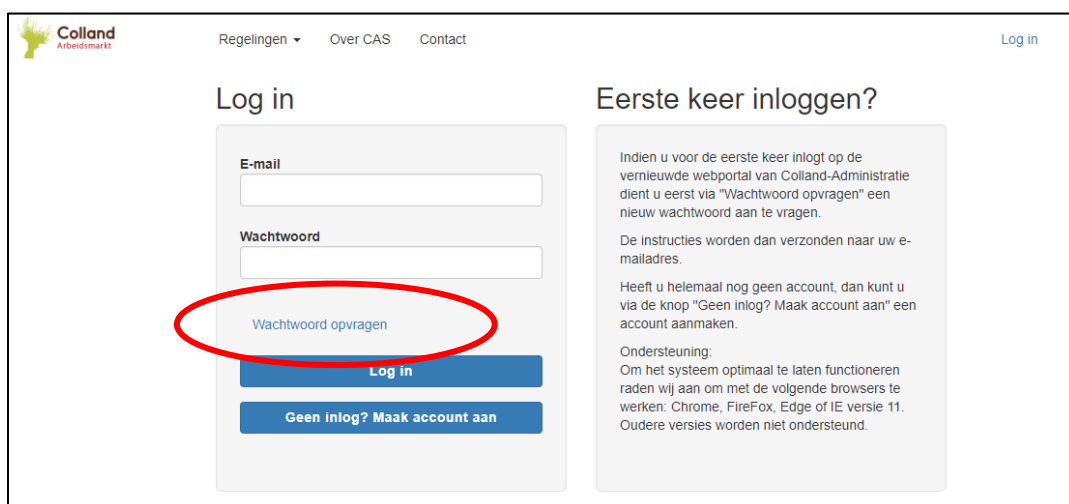 Colland
Arbeidsmarkt
Regelingen
Over CAS
Contact
Log in
Log in
E-mail
Wachtwoord
Wachtwoord opvragen
Log in
Geen inlog? Maak account aan
Eerste keer inloggen?
Indien u voor de eerste keer inlogt op de
vernieuwde webportal van Colland-Administratie
dient u eerst via "Wachtwoord opvragen" een
nieuw wachtwoord aan te vragen.
De instructies worden dan verzonden naar uw e-
mailadres.
Heeft u helemaal nog geen account, dan kunt u
via de knop "Geen inlog? Maak account aan" een
account aanmaken.
Ondersteuning:
Om het systeem optimaal te laten functioneren
raden wij aan om met de volgende browsers te
werken: Chrome, FireFox, Edge of IE versie 11.
Oudere versies worden niet ondersteund.